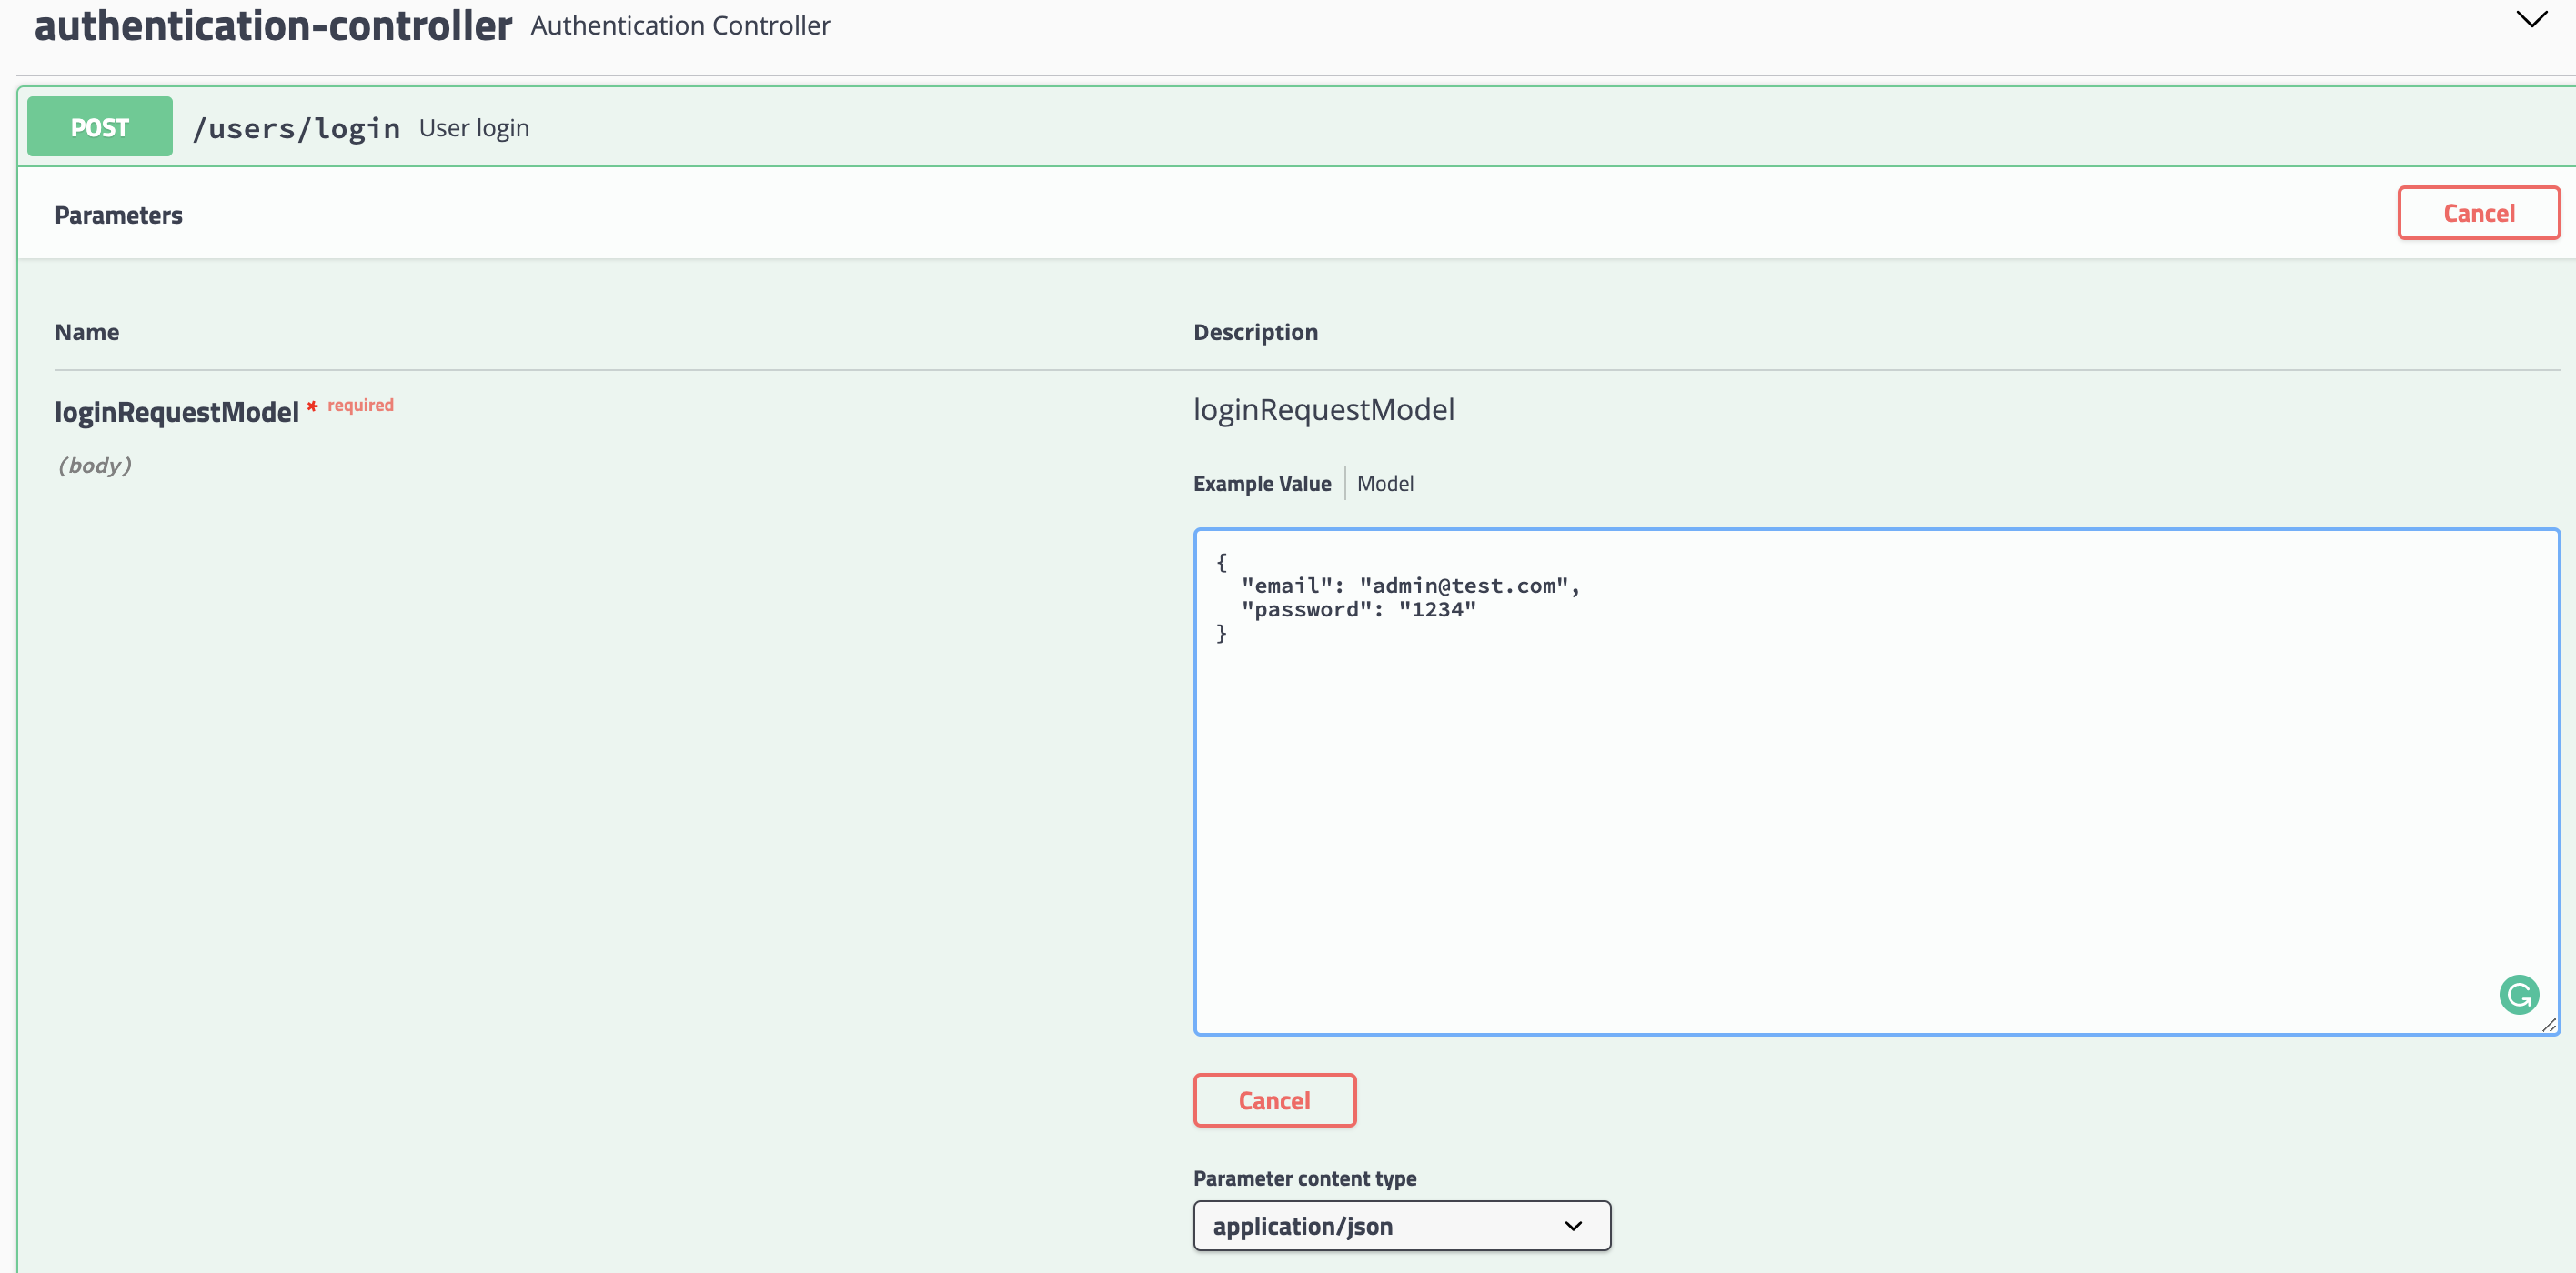 authentication-controller Authentication Controller
POST /users/login User login
Parameters
Cancel
Name Description
loginRequestModel * required
(body)
loginRequestModel
Example Value Model
{
"email": "admin@test.com",
"password": "1234"
}
Cancel
Parameter content type
application/json